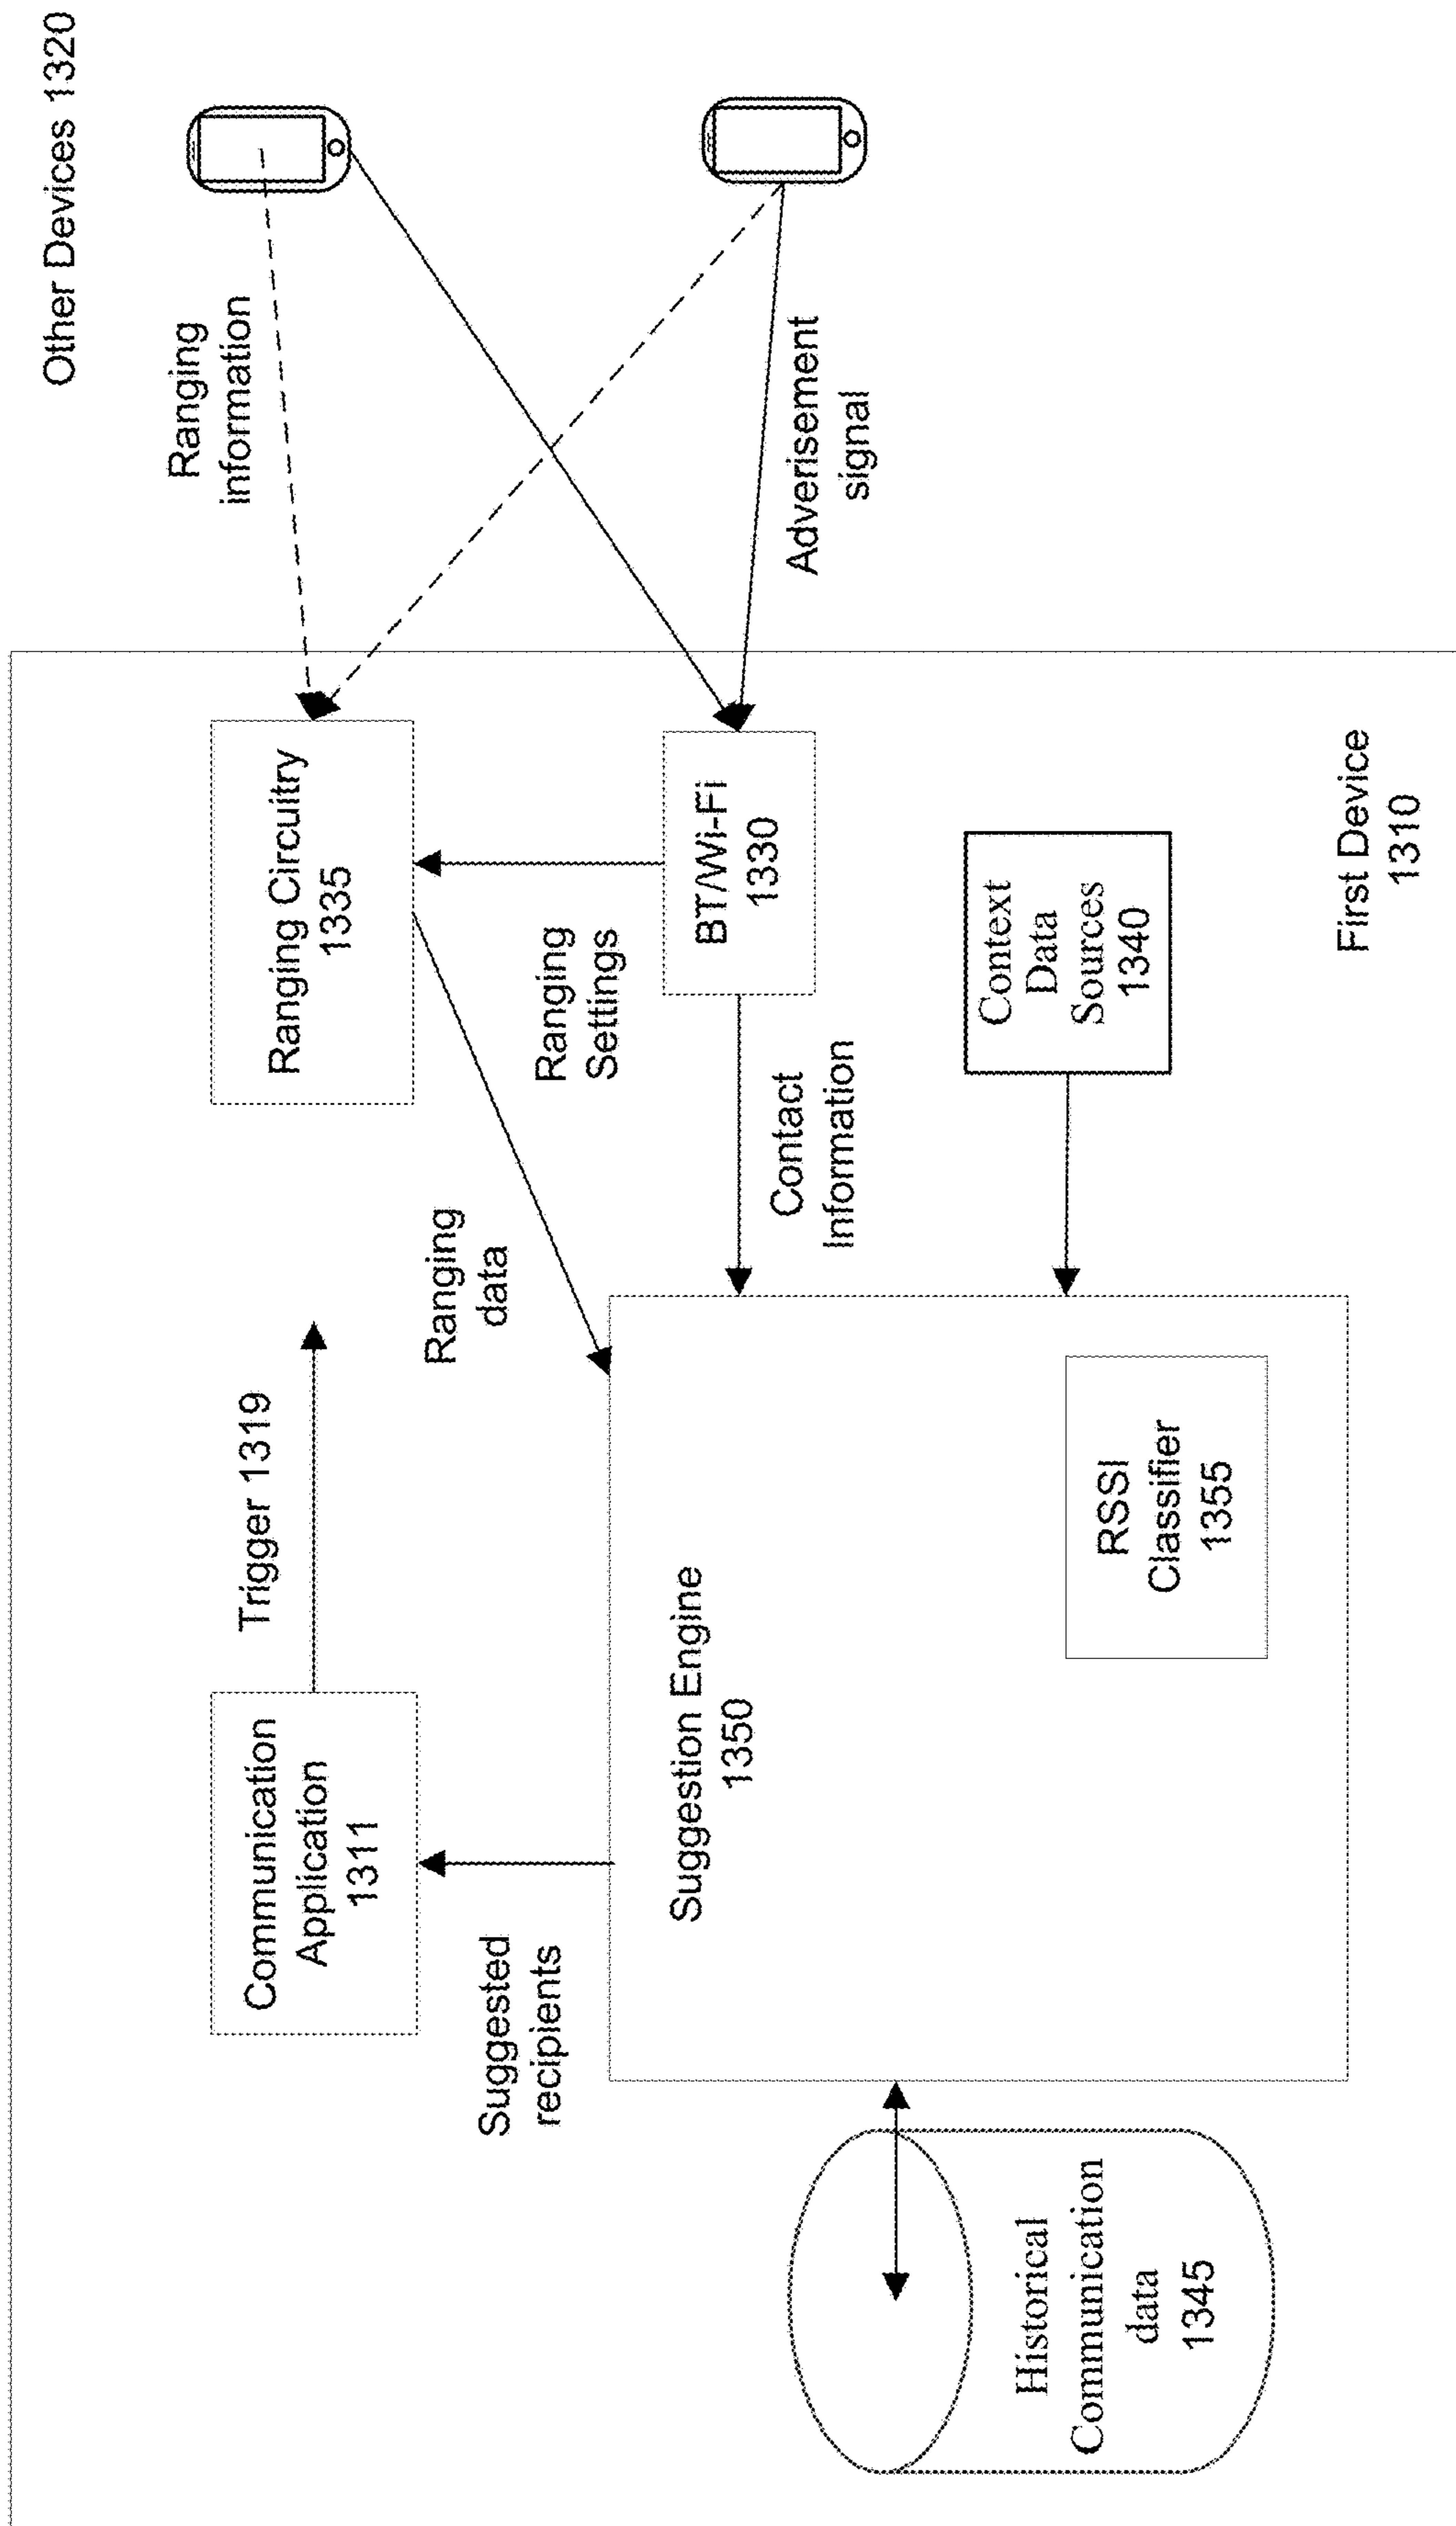 Other Devices 1320
Ranging
information
Adverisement
signal
Ranging Circuitry
1335
BT/Wi-Fi
1330
Ranging
Settings
Context
Data
Sources
1340
First Device
1310
Contact
Information
Ranging
data
Trigger 1319
Communication
Application
1311
Suggested
recipients
Suggestion Engine
1350
RSSI
Classifier
1355
Historical
Communication
data
1345